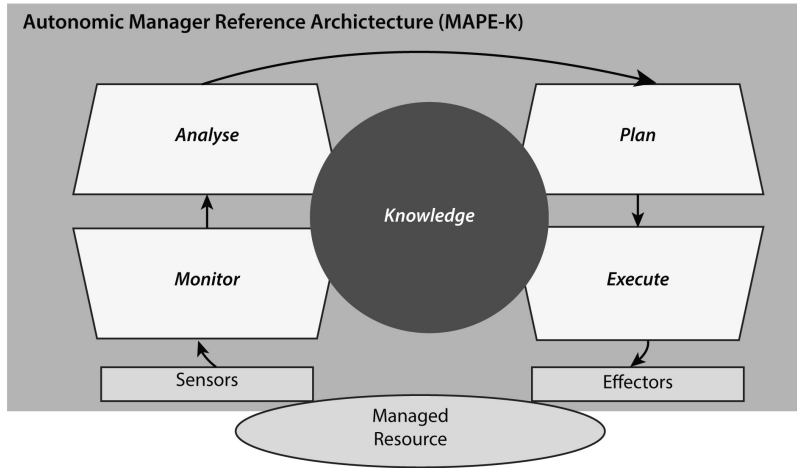 Autonomic Manager Reference Archictecture (MAPE-K)
Analyse
Plan
Knowledge
Monitor
Execute
Sensors
Effectors
Managed
Resource